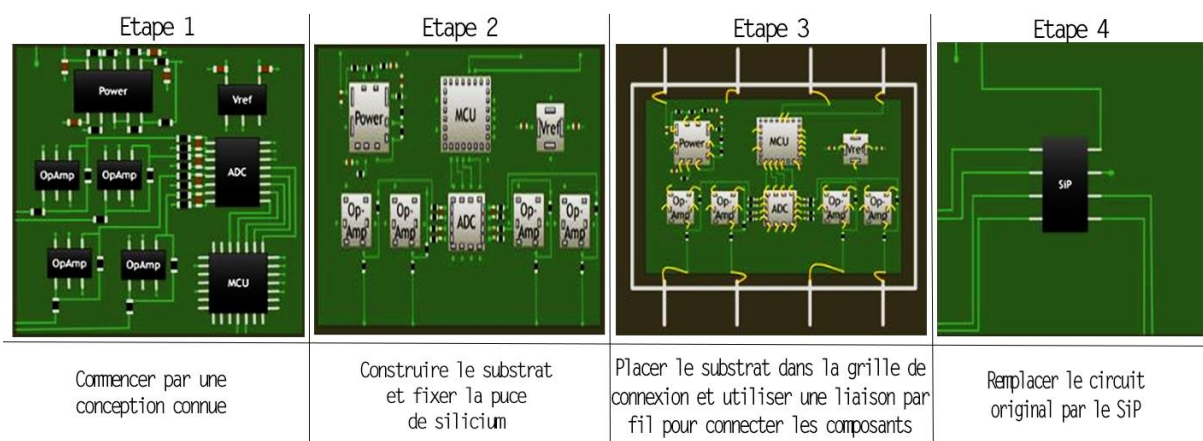 Etape 1
Power
Vref
OpAmp
OpAmp
ADC
OpAmp
OpAmp
MCU
Commencer par une
conception connue
Etape 2
Power
MCU
Vref
Op-
Amp
Op-
Amp
ADC
Op-
Amp
Op-
Amp
Construire le substrat
et fixer la puce
de silicium
Etape 3
Power
MCU
Vref
Op-
Amp
Op-
Amp
ADC
Op-
Amp
Op-
Amp
Placer le substrat dans la grille de
connexion et utiliser une liaison par
fil pour connecter les composants
Etape 4
SiP
Remplacer le circuit
original par le SiP